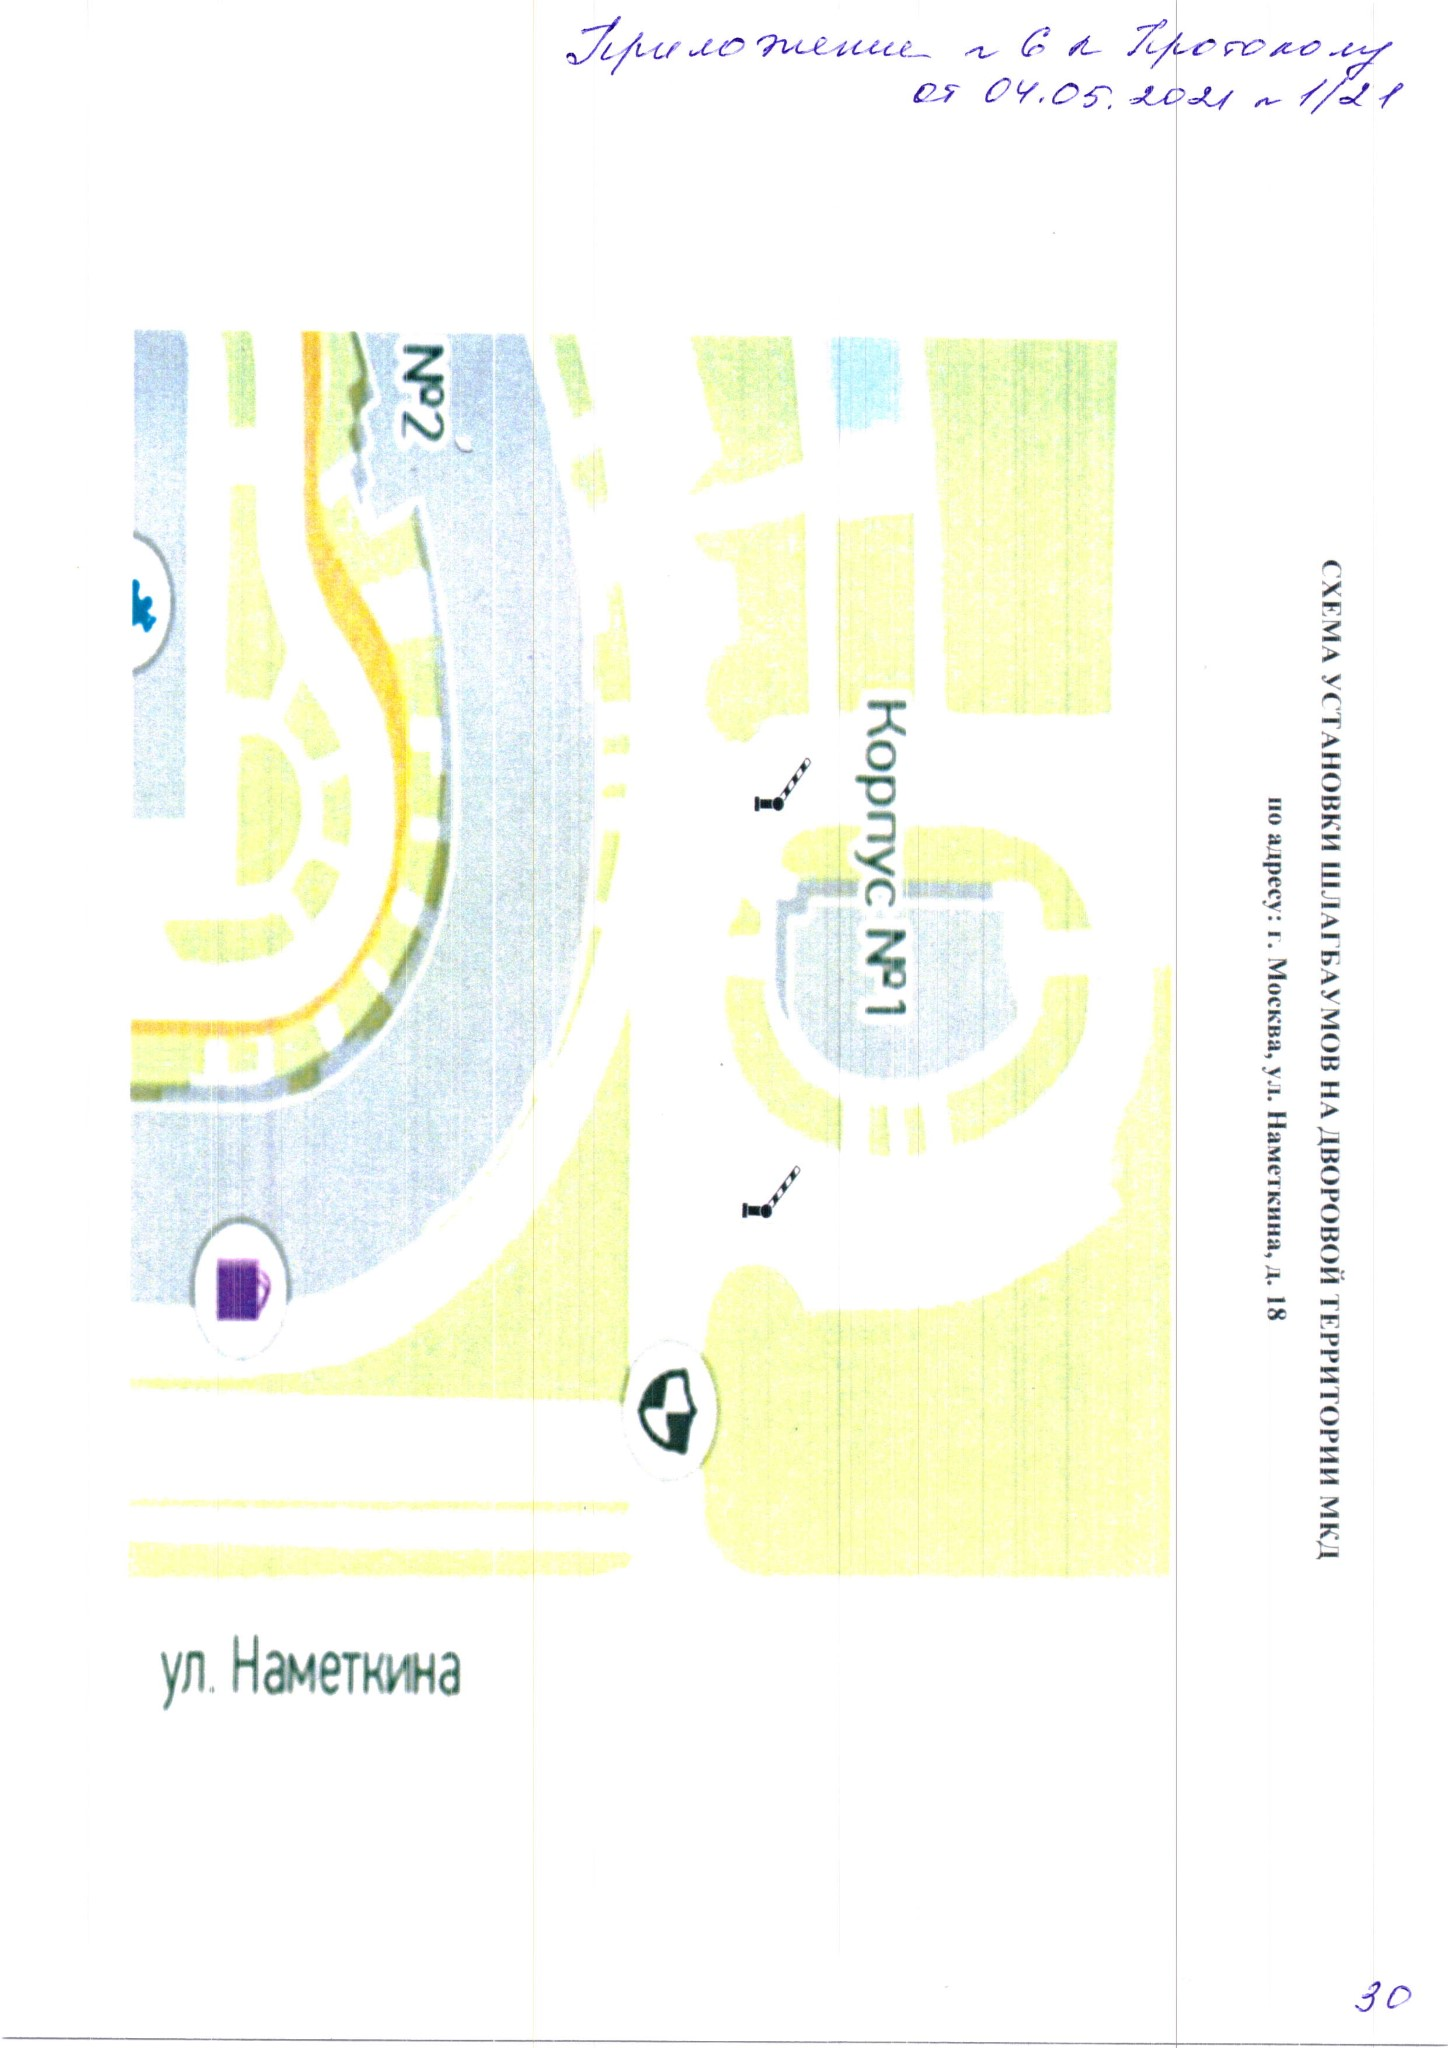 Приложение N 6 к Протоколу
от 04.05.2021 N 1/21
СХЕМА УСТАНОВКИ ШЛАГБАУМОВ НА ДВОРОВОЙ ТЕРРИТОРИИ МКД
по адресу: г. Москва, ул. Наметкина, д. 18
№2
Корпус №1
ул. Наметкина
30